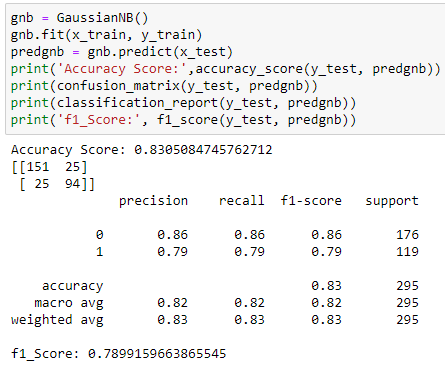 gnb = GaussianNB()
gnb.fit(x_train, y_train)
predgnb = gnb.predict(x_test)
print('Accuracy Score:',accuracy_score(y_test, predgnb))
print(confusion_matrix(y_test, predgnb))
print(classification_report(y_test, predgnb))
print('f1_Score:', f1_score(y_test, predgnb))
Accuracy Score: 0.8305084745762712
[[151  25]
 [ 25  94]]
              precision    recall  f1-score   support
           0       0.86      0.86      0.86       176
           1       0.79      0.79      0.79       119
    accuracy                           0.83       295
   macro avg       0.82      0.82      0.82       295
weighted avg       0.83      0.83      0.83       295
f1_Score: 0.7899159663865545